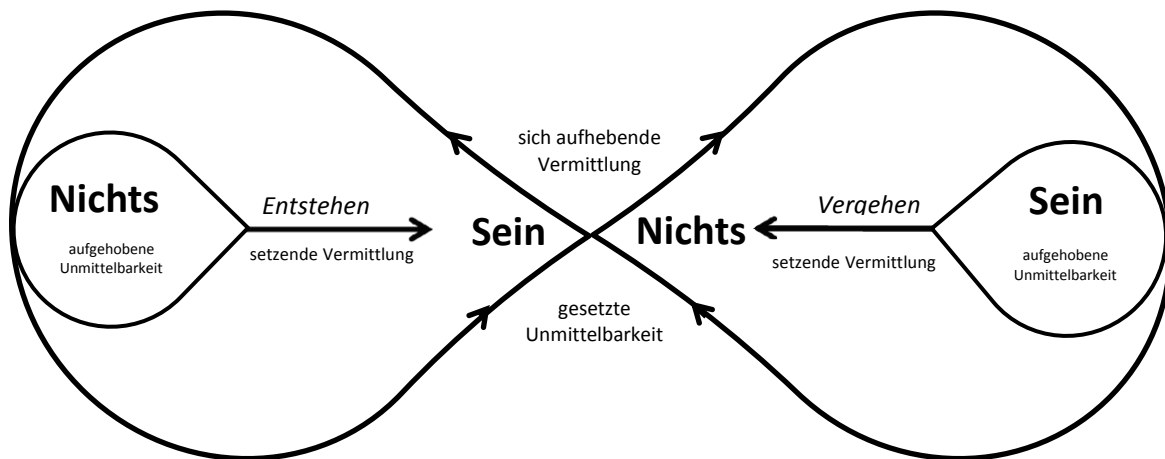 sich aufhebende
Vermittlung
Nichts
aufgehobene
Unmittelbarkeit
Entstehen
setzende Vermittlung
Sein
Nichts
Vergehen
setzende Vermittlung
Sein
aufgehobene
Unmittelbarkeit
gesetzte
Unmittelbarkeit